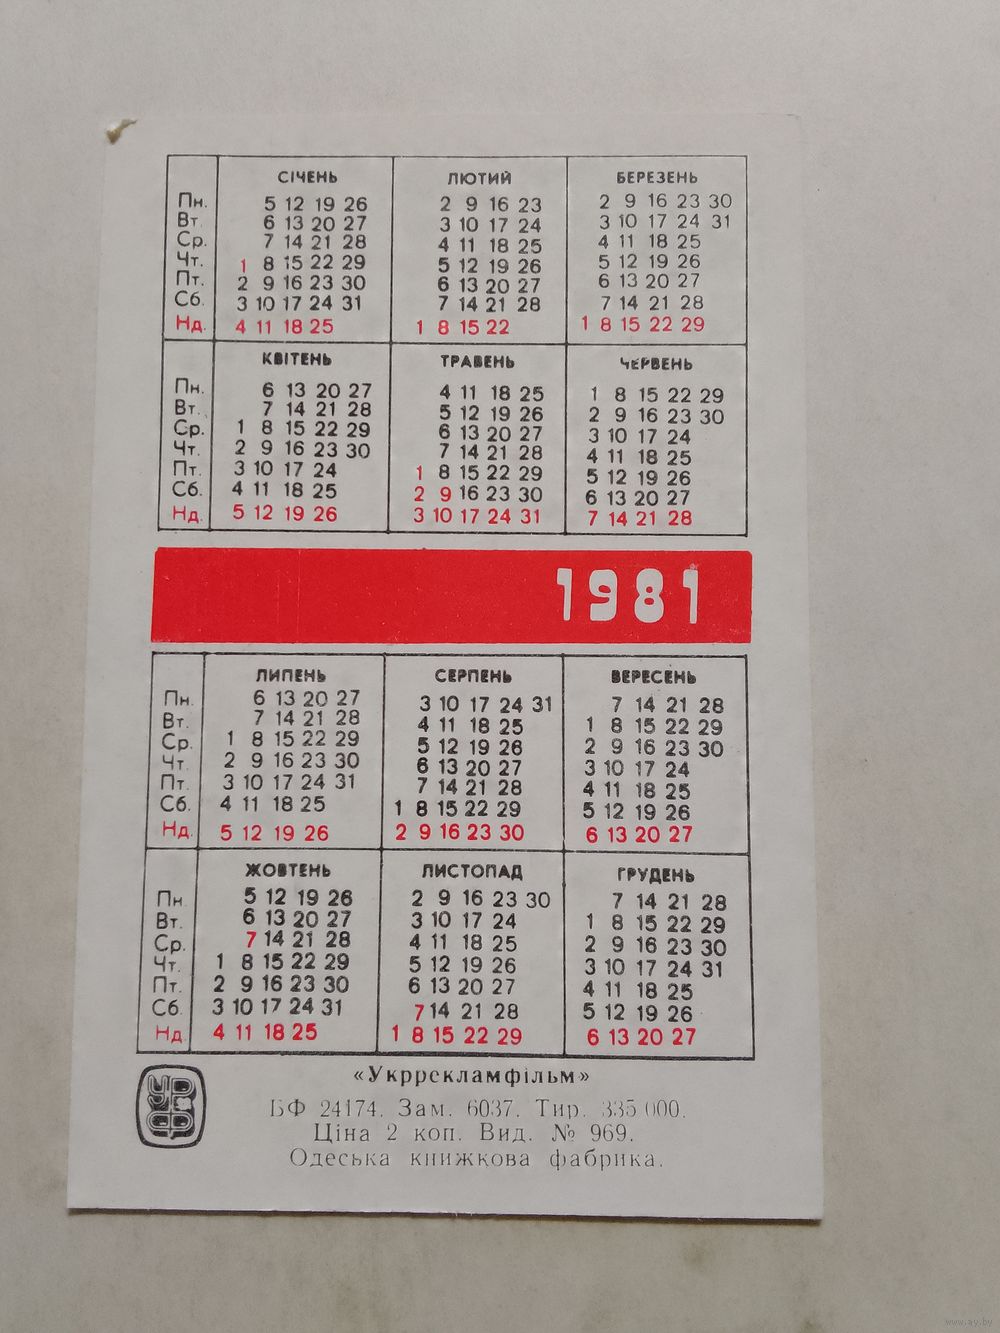 СІЧЕНЬ ЛЮТИЙ БЕРЕЗЕНЬ
Пн. 5 12 19 26 2 9 16 23 2 9 16 23 30
Вт. 6 13 20 27 3 10 17 24 3 10 17 24 31
Ср. 7 14 21 28 4 11 18 25 4 11 18 25
Чт. 1 8 15 22 29 5 12 19 26 5 12 19 26
Пт. 2 9 16 23 30 6 13 20 27 6 13 20 27
Сб. 3 10 17 24 31 7 14 21 28 7 14 21 28
Нд. 4 11 18 25 1 8 15 22 1 8 15 22 29
КВІТЕНЬ ТРАВЕНЬ ЧЕРВЕНЬ
Пн. 6 13 20 27 4 11 18 25 1 8 15 22 29
Вт. 7 14 21 28 5 12 19 26 2 9 16 23 30
Ср. 1 8 15 22 29 6 13 20 27 3 10 17 24
Чт. 2 9 16 23 30 7 14 21 28 4 11 18 25
Пт. 3 10 17 24 1 8 15 22 29 5 12 19 26
Сб. 4 11 18 25 2 9 16 23 30 6 13 20 27
Нд. 5 12 19 26 3 10 17 24 31 7 14 21 28
1981
ЛИПЕНЬ СЕРПЕНЬ ВЕРЕСЕНЬ
Пн. 6 13 20 27 3 10 17 24 31 7 14 21 28
Вт. 7 14 21 28 4 11 18 25 1 8 15 22 29
Ср. 1 8 15 22 29 5 12 19 26 2 9 16 23 30
Чт. 2 9 16 23 30 6 13 20 27 3 10 17 24
Пт. 3 10 17 24 31 7 14 21 28 4 11 18 25
Сб. 4 11 18 25 1 8 15 22 29 5 12 19 26
Нд. 5 12 19 26 2 9 16 23 30 6 13 20 27
ЖОВТЕНЬ ЛИСТОПАД ГРУДЕНЬ
Пн. 5 12 19 26 2 9 16 23 30 7 14 21 28
Вт. 6 13 20 27 3 10 17 24 1 8 15 22 29
Ср. 7 14 21 28 4 11 18 25 2 9 16 23 30
Чт. 1 8 15 22 29 5 12 19 26 3 10 17 24 31
Пт. 2 9 16 23 30 6 13 20 27 4 11 18 25
Сб. 3 10 17 24 31 7 14 21 28 5 12 19 26
Нд. 4 11 18 25 1 8 15 22 29 6 13 20 27
«Укррекламфільм»
БФ 24174. Зам. 6037. Тир. 335 000.
Ціна 2 коп. Вид. № 969.
Одеська книжкова фабрика.
www.ay.by